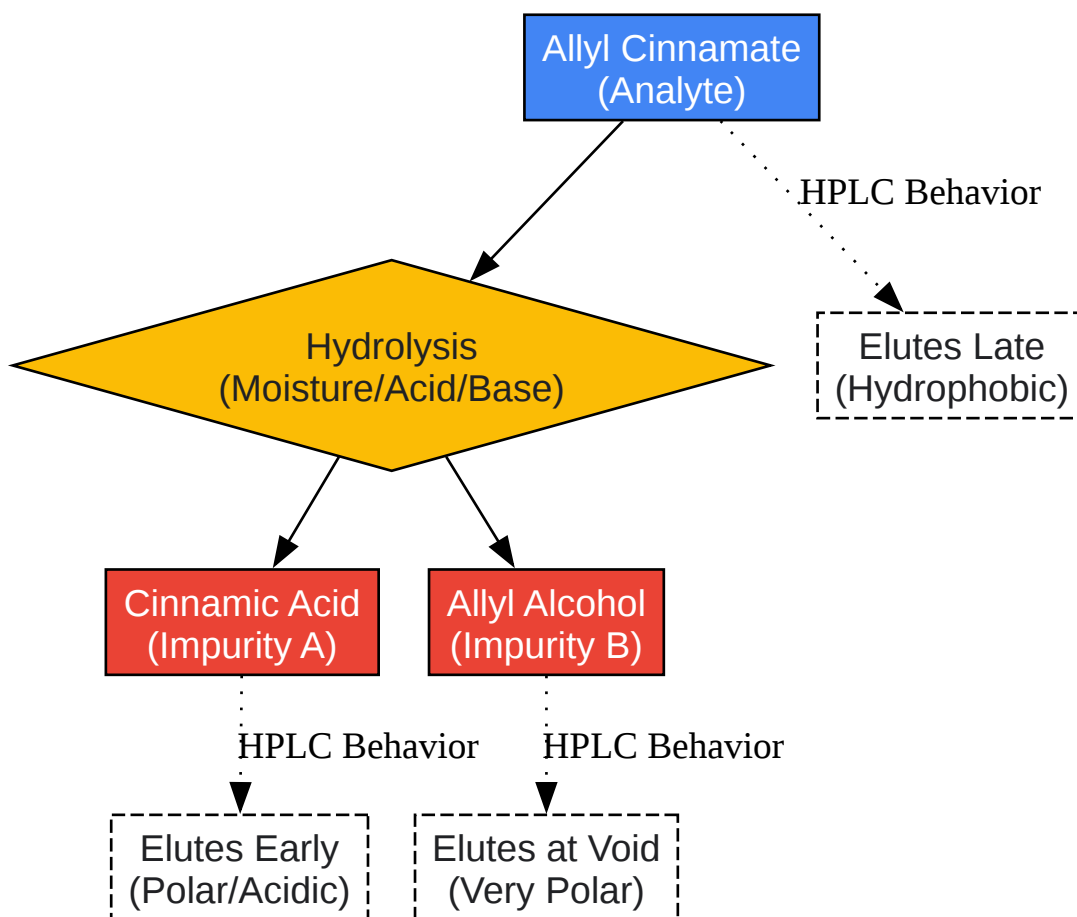 Allyl Cinnamate
(Analyte)
HPLC Behavior
Hydrolysis
(Moisture/Acid/Base)
Elutes Late
(Hydrophobic)
Cinnamic Acid
(Impurity A)
Allyl Alcohol
(Impurity B)
HPLC Behavior
HPLC Behavior
Elutes Early
(Polar/Acidic)
Elutes at Void
(Very Polar)